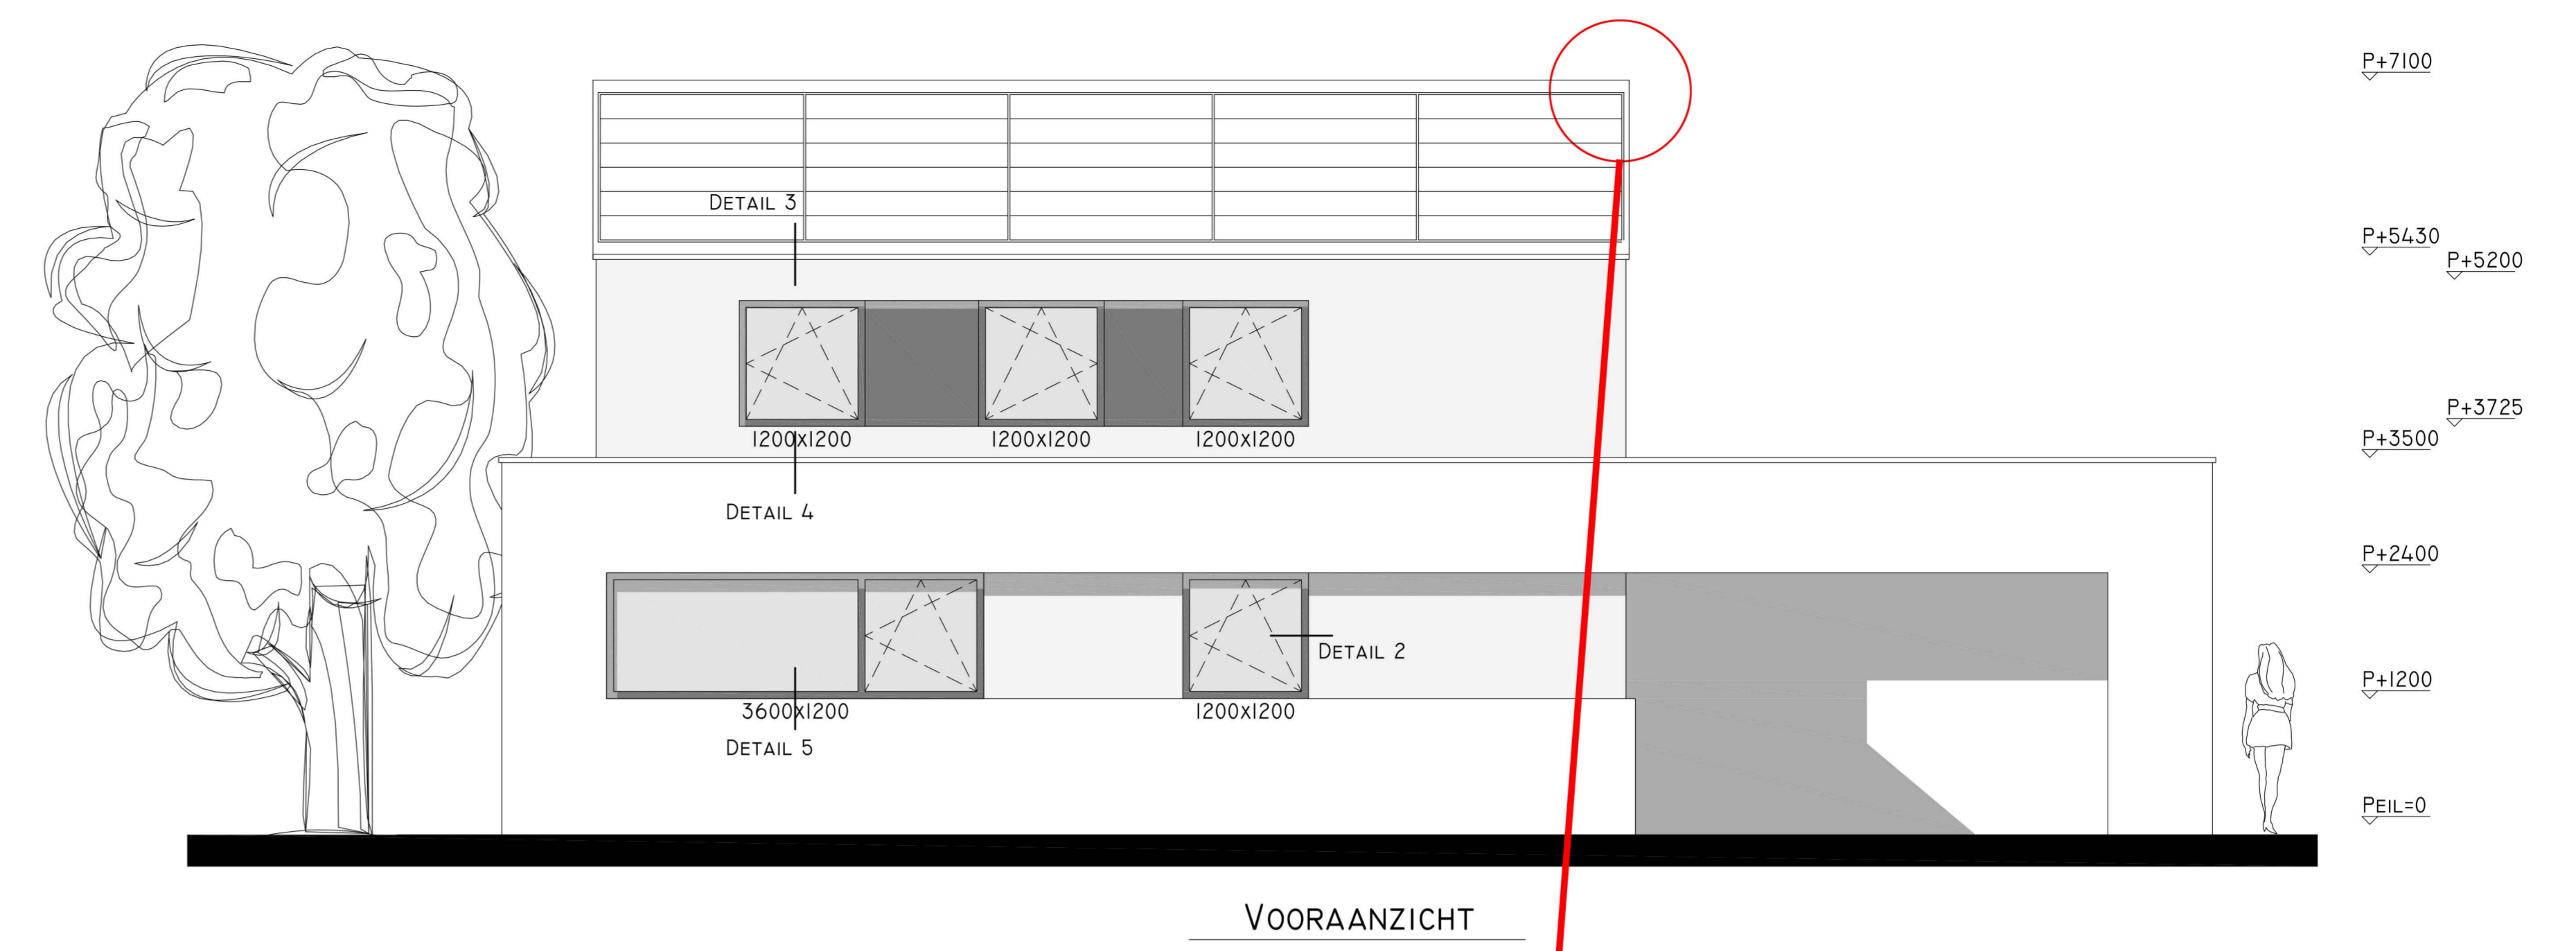 P+7100
DETAIL 3
P+5430
P+5200
P+3725
1200x1200 1200x1200 1200x1200
P+3500
DETAIL 4
P+2400
DETAIL 2
P+1200
3600x1200 1200x1200
DETAIL 5
PEIL=0
VOORAANZICHT